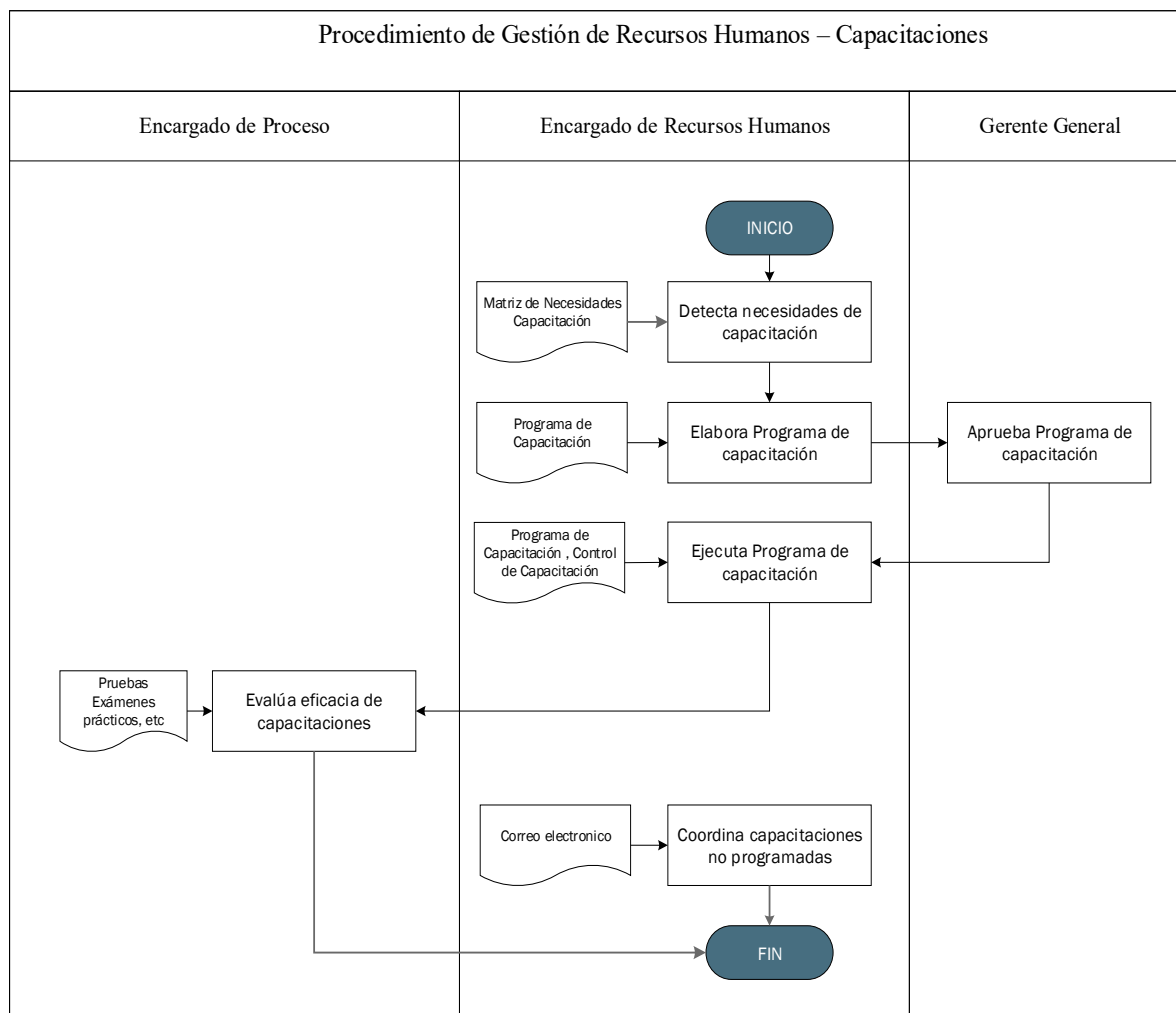 Procedimiento de Gestión de Recursos Humanos – Capacitaciones
Encargado de Proceso
Encargado de Recursos Humanos
Gerente General
INICIO
Matriz de Necesidades
Capacitación
Detecta necesidades de
capacitación
Programa de
Capacitación
Elabora Programa de
capacitación
Aprueba Programa de
capacitación
Programa de
Capacitación , Control
de Capacitación
Ejecuta Programa de
capacitación
Pruebas
Exámenes
prácticos, etc
Evalúa eficacia de
capacitaciones
Correo electronico
Coordina capacitaciones
no programadas
FIN